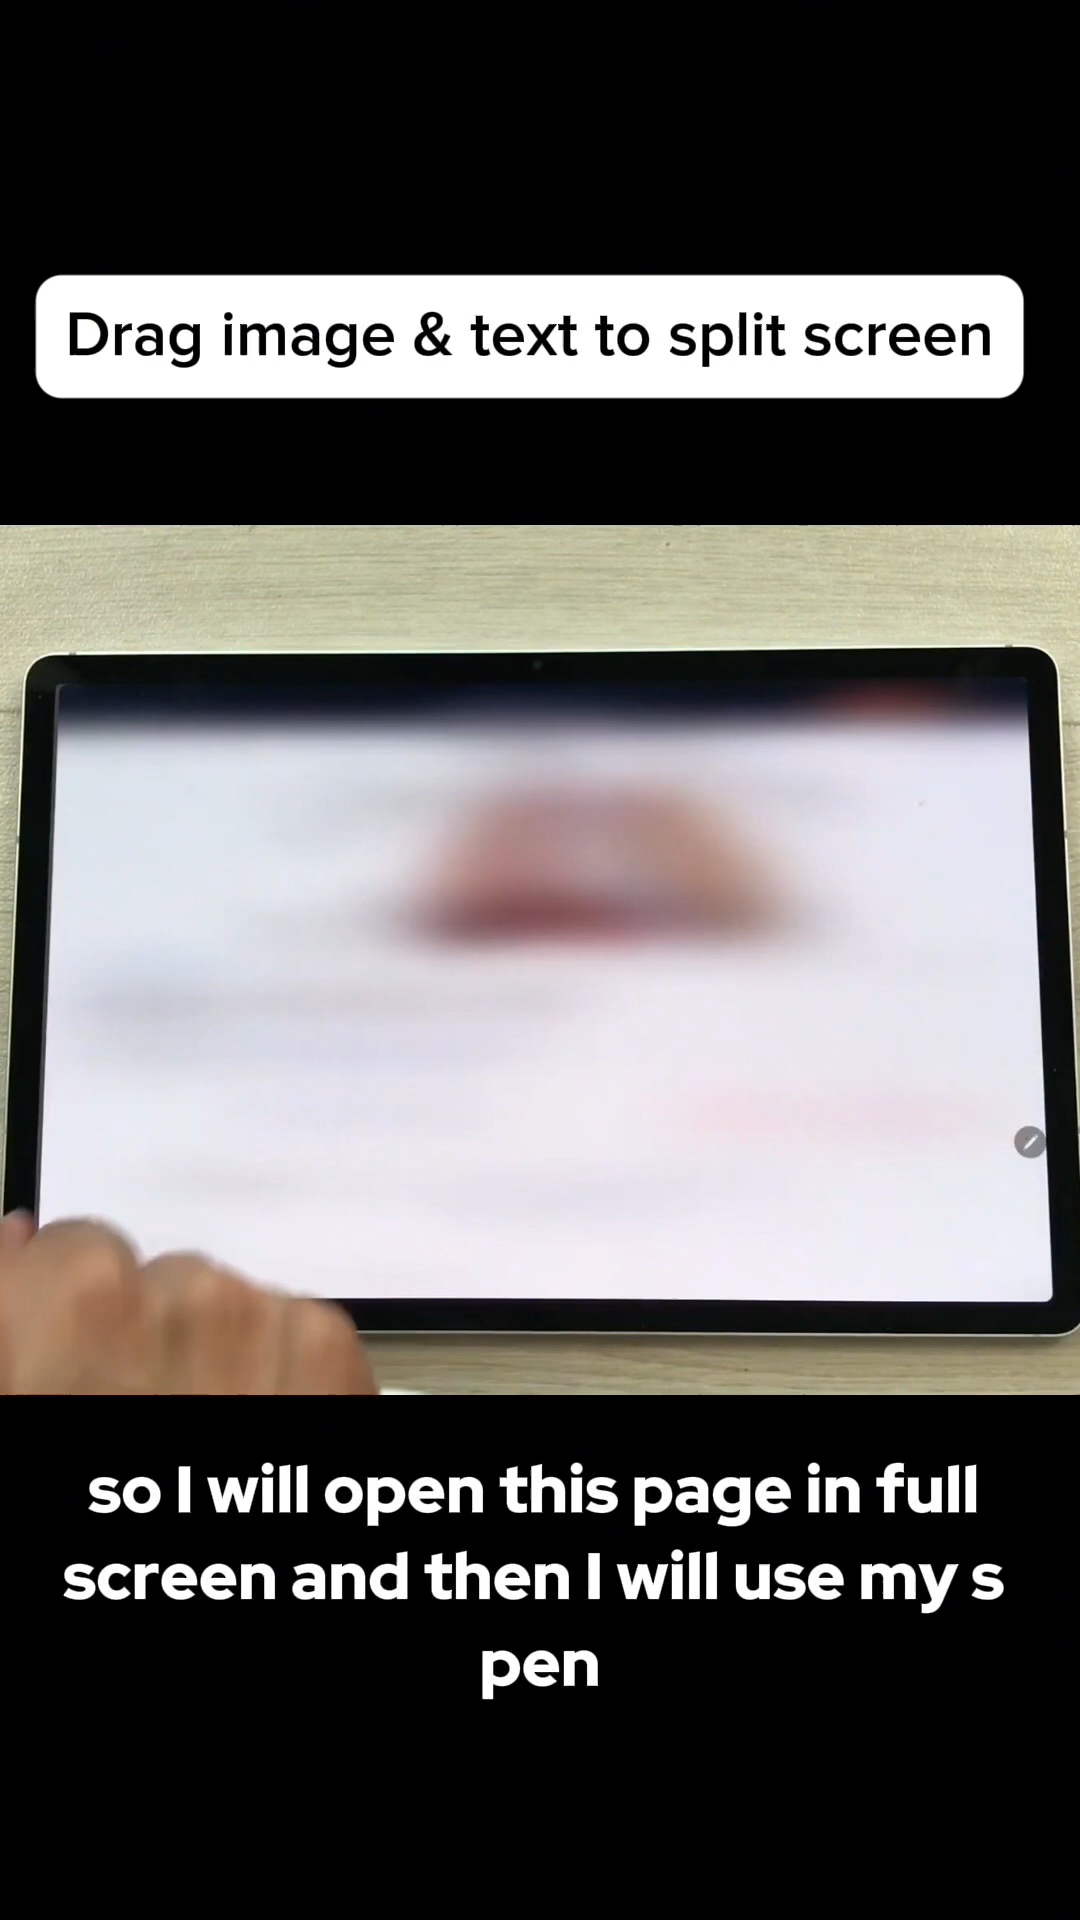 Drag image & text to split screen
so I will open this page in full
screen and then I will use my s
pen